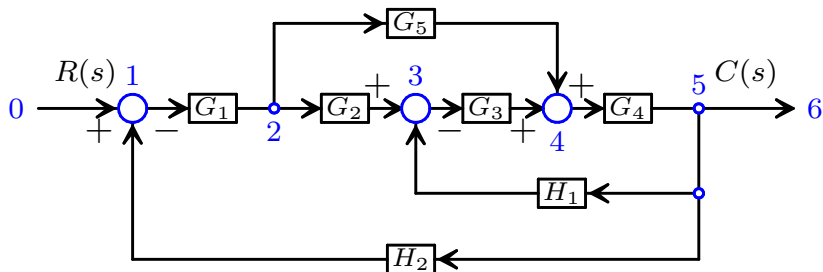 G₅
R(s) 1 3 5 C(s)
0 G₁ G₂ + G₃ + G₄ 6
+ − 2 − + 4
H₁
H₂